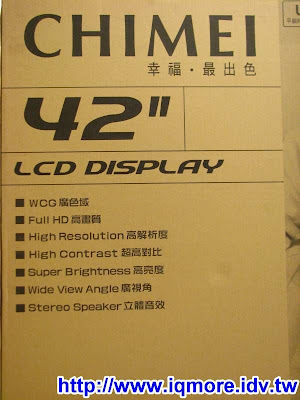 CHIMEI
幸福・最出色
42"
LCD DISPLAY
■ WCG 廣色域
■ Full HD 高畫質
■ High Resolution 高解析度
■ High Contrast 超高對比
■ Super Brightness 高亮度
■ Wide View Angle 廣視角
■ Stereo Speaker 立體音效
http://www.iqmore.idv.tw